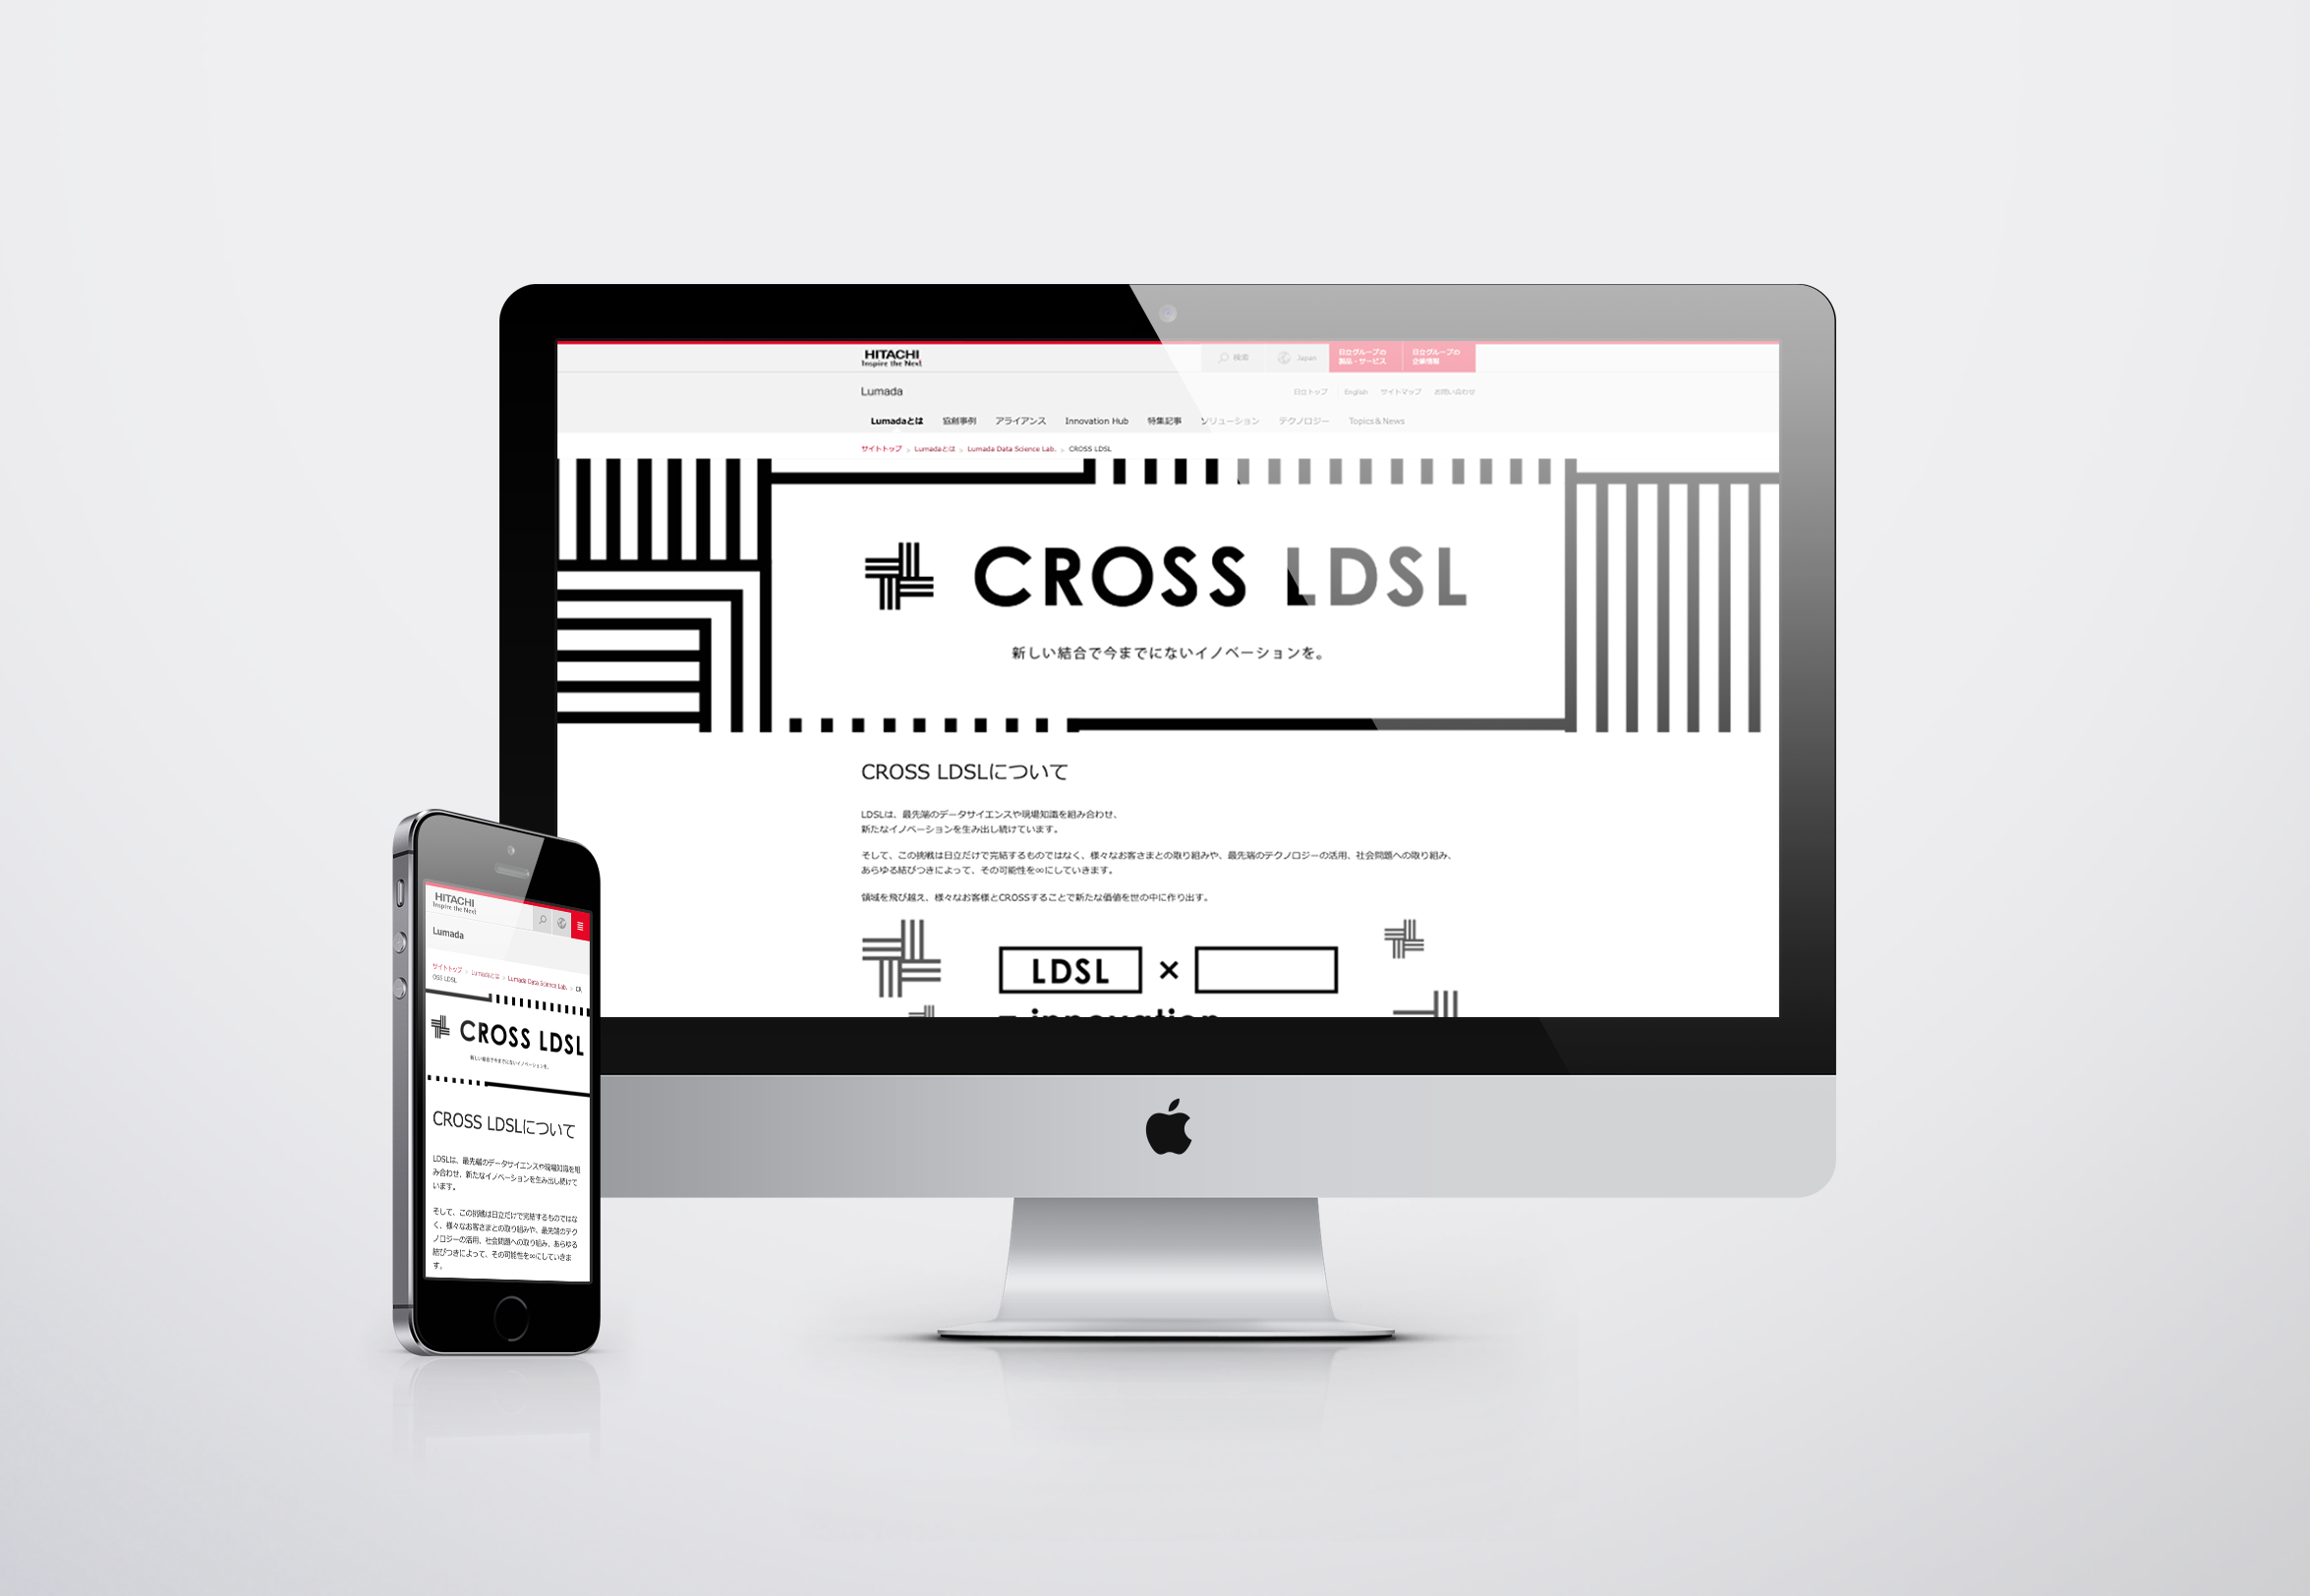 HITACHI
Inspire the Next
検索
Japan
日立グループの
製品・サービス
日立グループの
企業情報
Lumada
日立トップ English サイトマップ お問い合わせ
Lumadaとは 協創事例 アライアンス Innovation Hub 特集記事 ソリューション テクノロジー Topics & News
サイトトップ > Lumadaとは > Lumada Data Science Lab. > CROSS LDSL
CROSS LDSL
新しい結合で今までにないイノベーションを。
CROSS LDSLについて
LDSLは、最先端のデータサイエンスや現場知識を組み合わせ、
新たなイノベーションを生み出し続けています。
そして、この挑戦は日立だけで完結するものではなく、様々なお客さまとの取り組みや、最先端のテクノロジーの活用、社会問題への取り組み、
あらゆる結びつきによって、その可能性を∞にしていきます。
領域を飛び越え、様々なお客様とCROSSすることで新たな価値を世の中に作り出す。
LDSL ×
= innovation
HITACHI
Inspire the Next
Lumada
サイトトップ > Lumadaとは > Lumada Data Science Lab. > CR
OSS LDSL
CROSS LDSL
新しい結合で今までにないイノベーションを。
CROSS LDSLについて
LDSLは、最先端のデータサイエンスや現場知識を組
み合わせ、新たなイノベーションを生み出し続けて
います。
そして、この挑戦は日立だけで完結するものではな
く、様々なお客さまとの取り組みや、最先端のテク
ノロジーの活用、社会問題への取り組み、あらゆる
結びつきによって、その可能性を∞にしていきま
す。